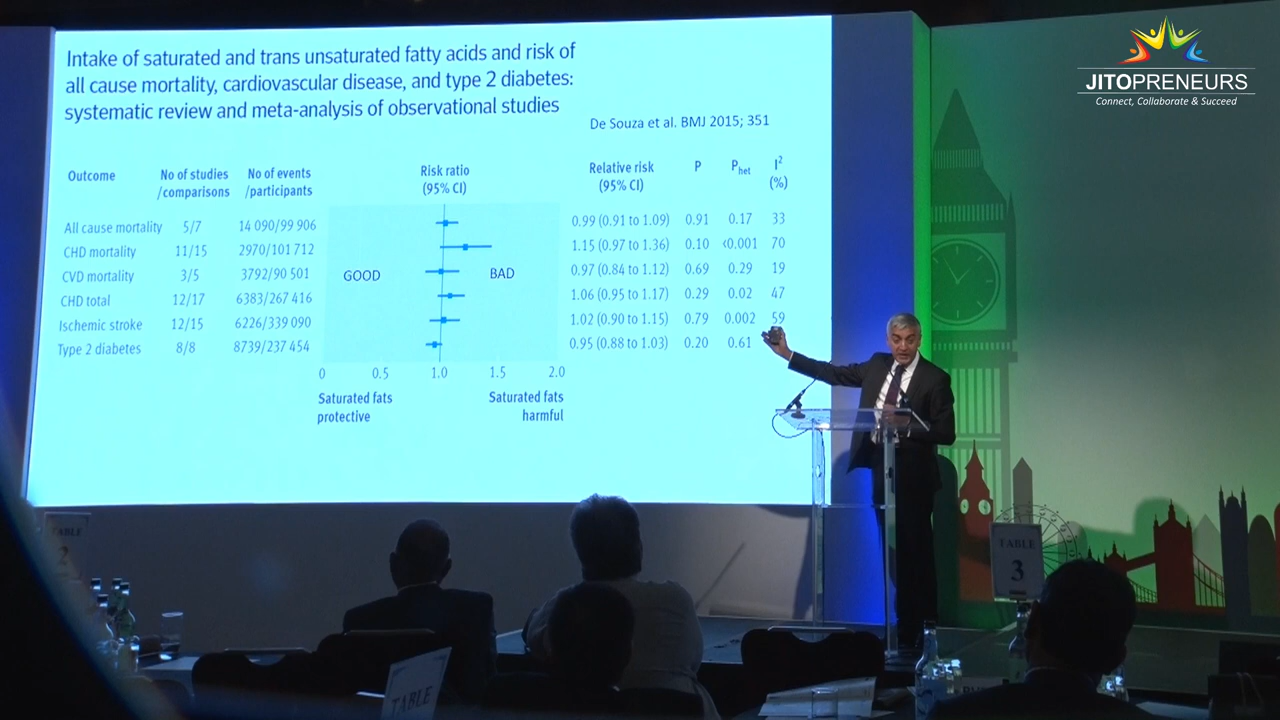 Intake of saturated and trans unsaturated fatty acids and risk of
all cause mortality, cardiovascular disease, and type 2 diabetes:
systematic review and meta-analysis of observational studies
De Souza et al. BMJ 2015; 351
Outcome No of studies /comparisons No of events /participants Risk ratio (95% CI) Relative risk (95% CI) P Phet I2 (%)
All cause mortality 5/7 14 090/99 906 0.99 (0.91 to 1.09) 0.91 0.17 33
CHD mortality 11/15 2970/101 712 1.15 (0.97 to 1.36) 0.10 <0.001 70
CVD mortality 3/5 3792/90 501 GOOD BAD 0.97 (0.84 to 1.12) 0.69 0.29 19
CHD total 12/17 6383/267 416 1.06 (0.95 to 1.17) 0.29 0.02 47
Ischemic stroke 12/15 6226/339 090 1.02 (0.90 to 1.15) 0.79 0.002 59
Type 2 diabetes 8/8 8739/237 454 0.95 (0.88 to 1.03) 0.20 0.61
0 0.5 1.0 1.5 2.0
Saturated fats protective Saturated fats harmful
JITOPRENEURS
Connect, Collaborate & Succeed
TABLE
2
TABLE
3
TABLE